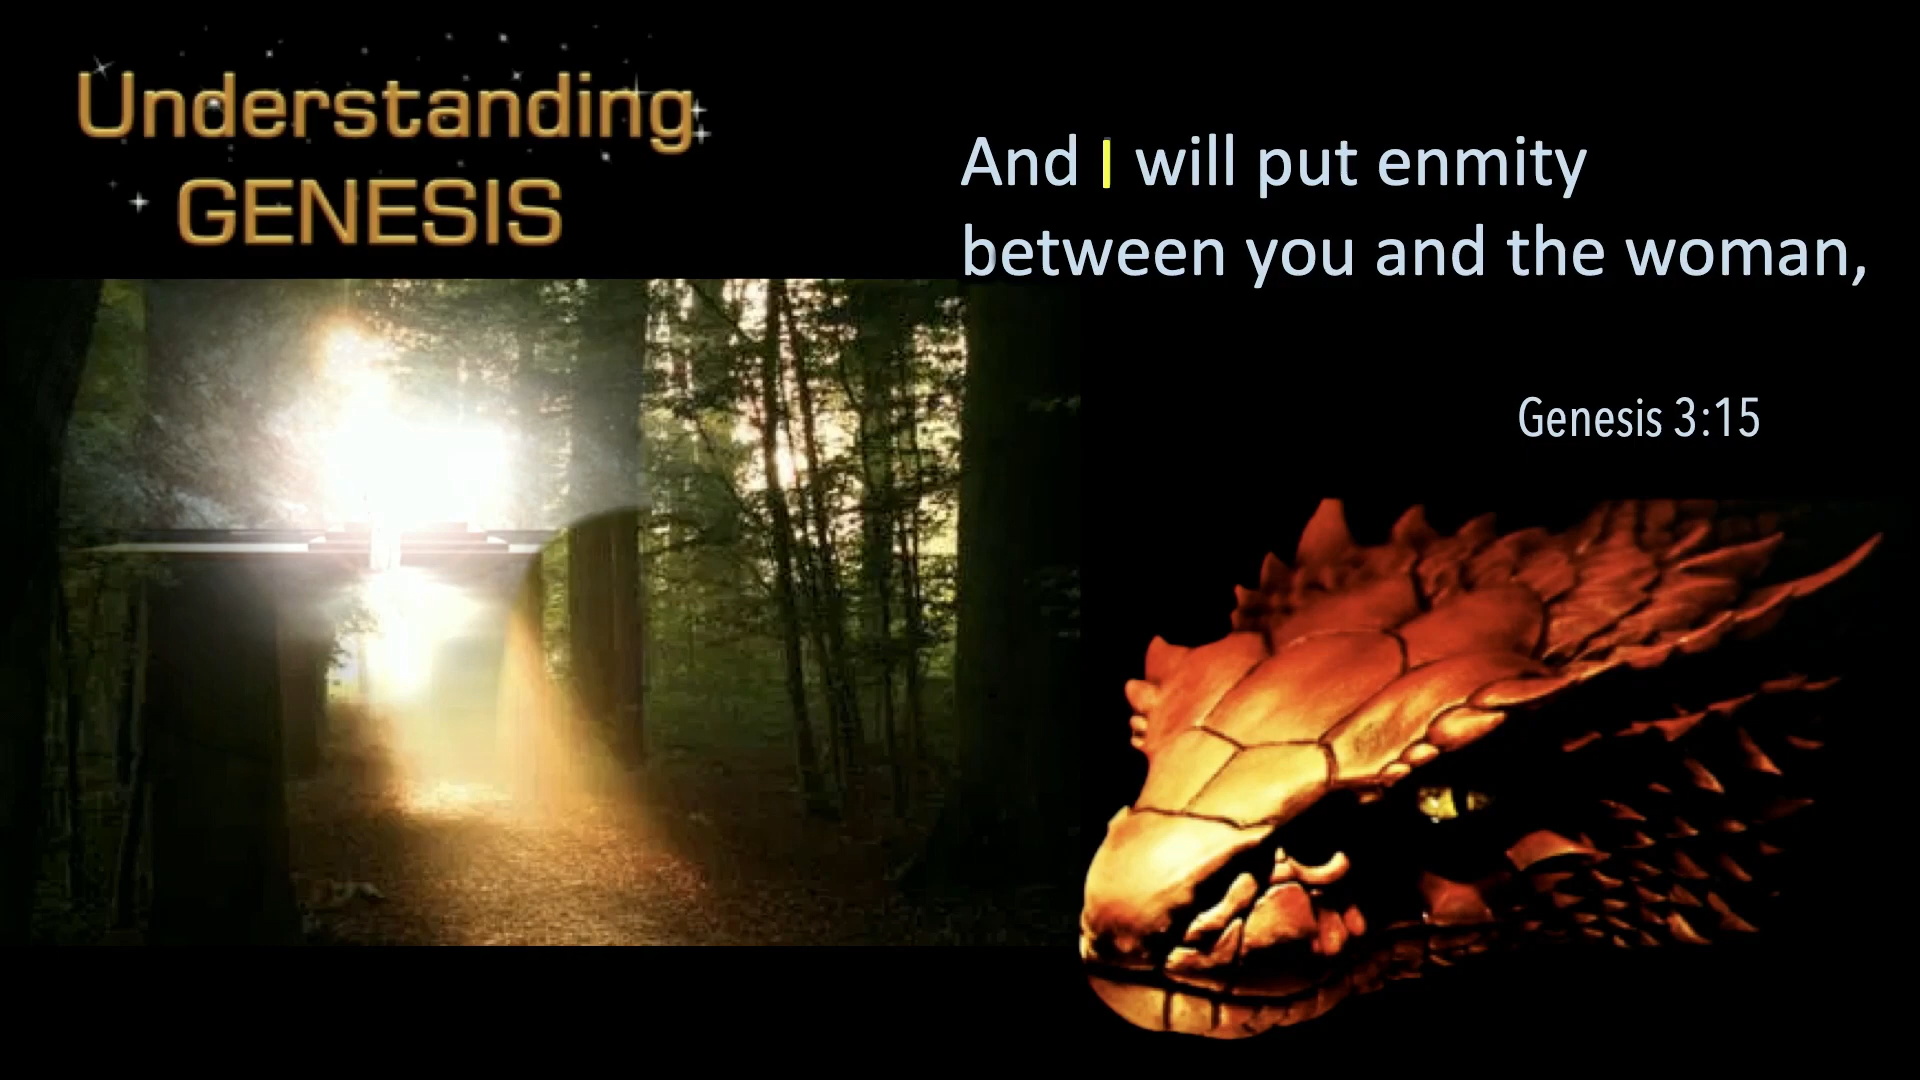 Understanding
GENESIS
And I will put enmity
between you and the woman,
Genesis 3:15